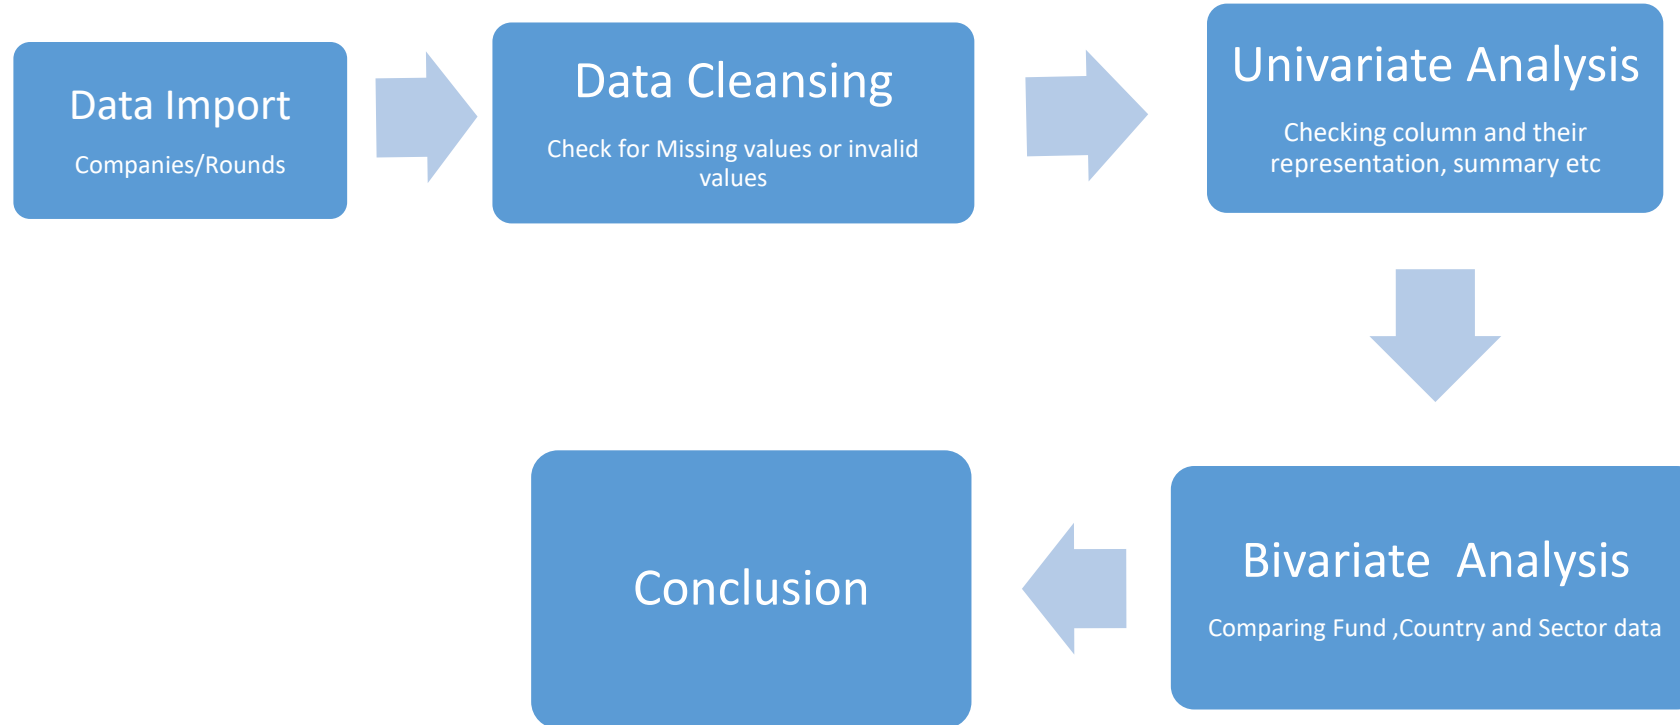 Data Import
Companies/Rounds
Data Cleansing
Check for Missing values or invalid
values
Univariate Analysis
Checking column and their
representation, summary etc
Bivariate  Analysis
Comparing Fund ,Country and Sector data
Conclusion